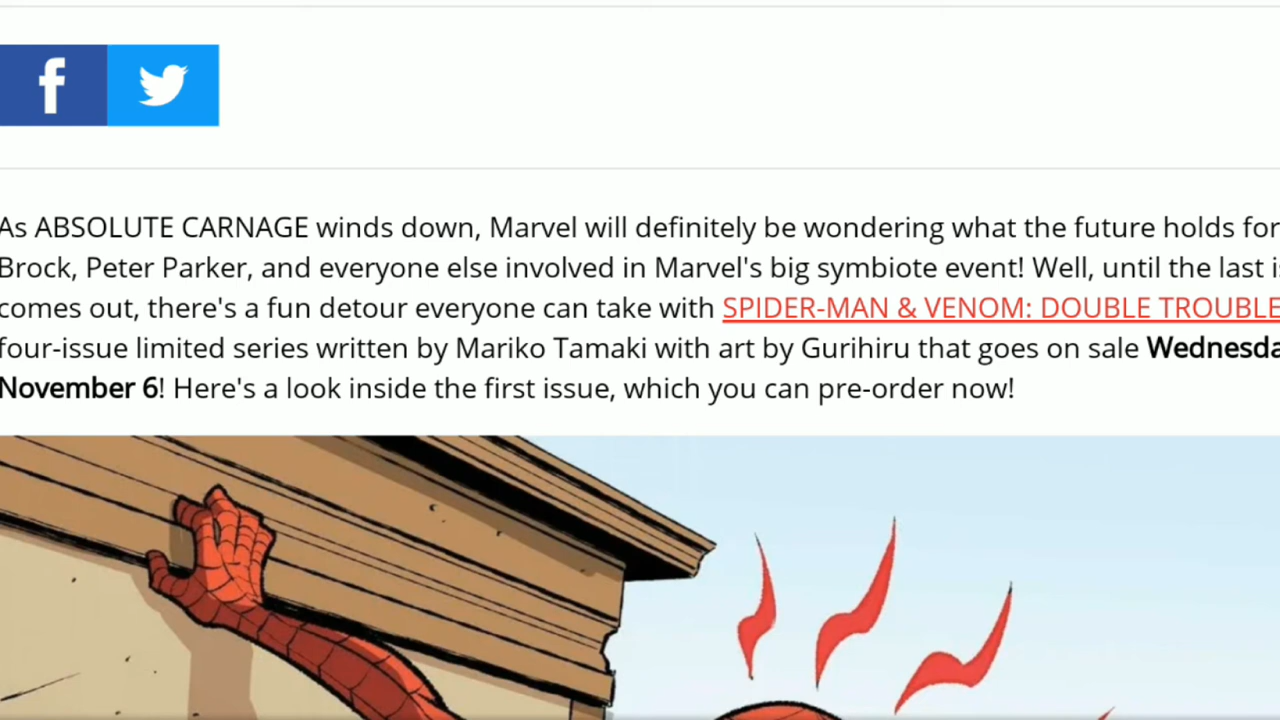 As ABSOLUTE CARNAGE winds down, Marvel will definitely be wondering what the future holds for
Brock, Peter Parker, and everyone else involved in Marvel's big symbiote event! Well, until the last
comes out, there's a fun detour everyone can take with SPIDER-MAN & VENOM: DOUBLE TROUBLE
four-issue limited series written by Mariko Tamaki with art by Gurihiru that goes on sale Wednesda
November 6! Here's a look inside the first issue, which you can pre-order now!